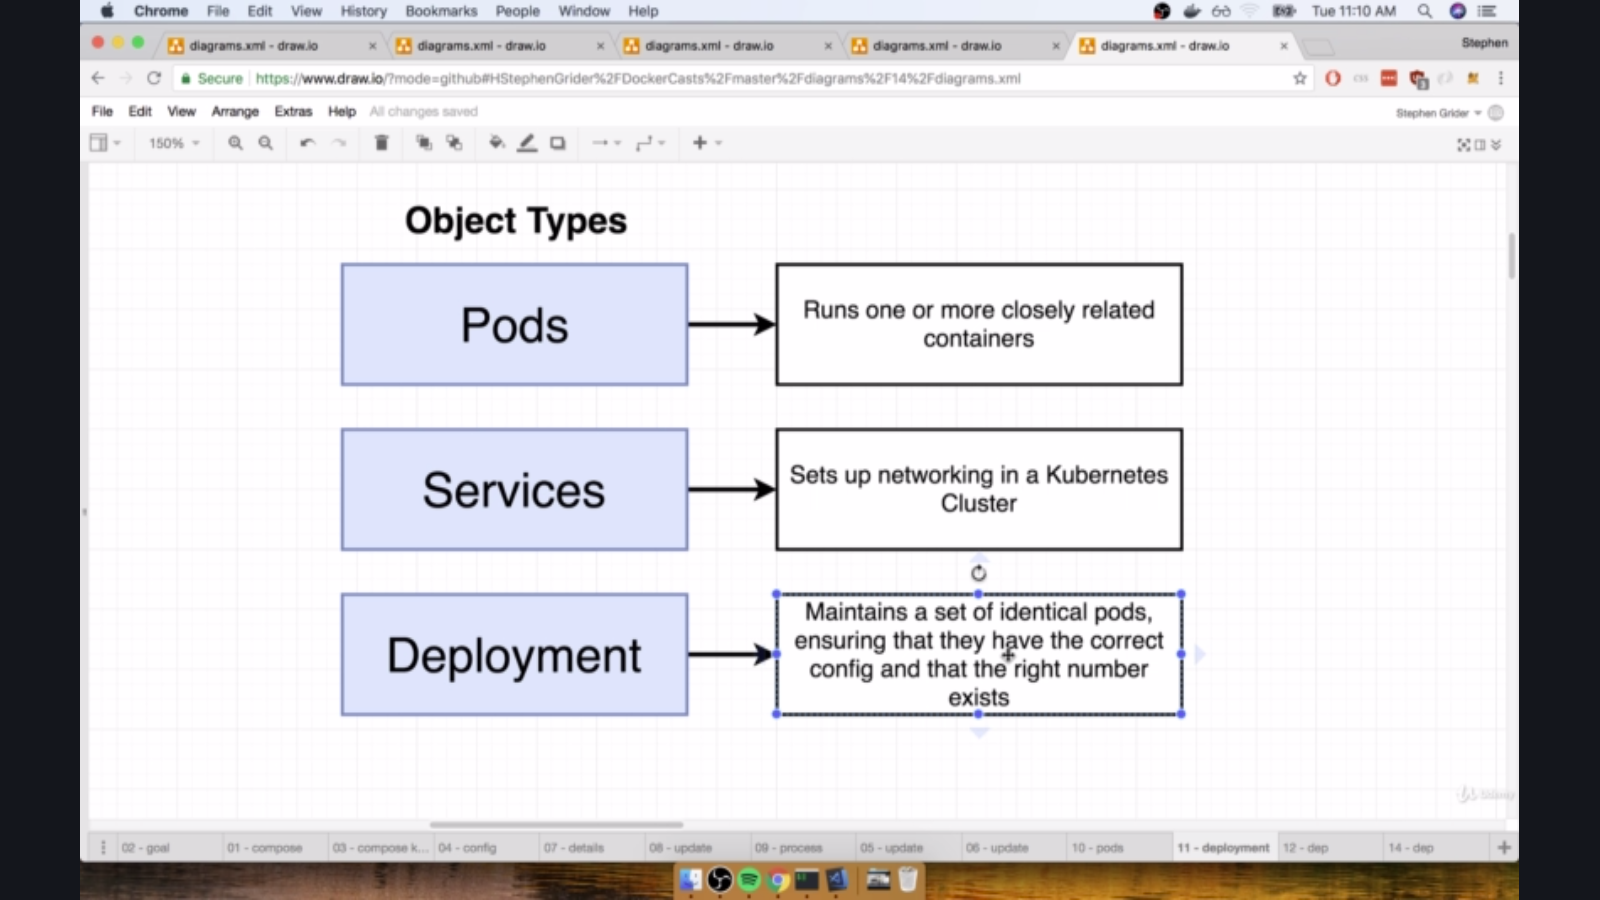 Chrome File Edit View History Bookmarks People Window Help Tue 11:10 AM
diagrams.xml - draw.io diagrams.xml - draw.io diagrams.xml - draw.io diagrams.xml - draw.io diagrams.xml - draw.io Stephen
Secure https://www.draw.io/?mode=github#HStephenGrider%2FDockerCasts%2Fmaster%2Fdiagrams%2F14%2Fdiagrams.xml
File Edit View Arrange Extras Help All changes saved Stephen Grider
150%
Object Types
Pods
Runs one or more closely related
containers
Services
Sets up networking in a Kubernetes
Cluster
Deployment
Maintains a set of identical pods,
ensuring that they have the correct
config and that the right number
exists
02 - goal 01 - compose 03 - compose k... 04 - config 07 - details 08 - update 09 - process 05 - update 06 - update 10 - pods 11 - deployment 12 - dep 14 - dep